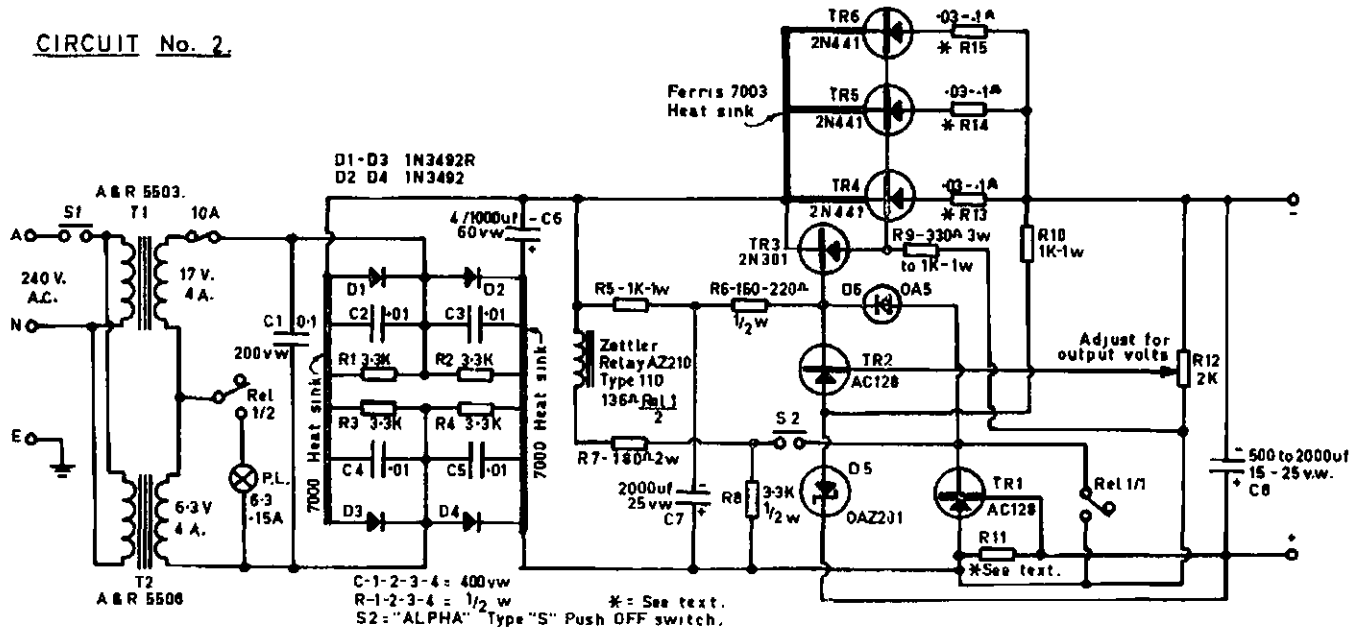 CIRCUIT No. 2.
TR6
2N441
.03-.1Ω
* R15
Ferris 7003
Heat sink
TR5
2N441
.03-.1Ω
* R14
D1-D3 1N3492R
D2 D4 1N3492
TR4
2N441
.03-.1Ω
* R13
A & R 5503.
S1
T1
10A
A
240 V.
A.C.
N
E
17 V.
4 A.
C1
0.1
200vw
4/1000uf - C6
60vw
+
D1
D2
C2
.01
C3
.01
R1 3.3K
R2 3.3K
R3
3.3K
R4
3.3K
C4
.01
C5
.01
D3
D4
7000 Heat sink
7000 Heat sink
Rel
1/2
P.L.
6.3
.15A
6.3 V
4 A.
T2
A & R 5506
TR3
2N301
R9-330Ω 3w
to 1K-1w
R10
1K-1w
-
R5-1K-1w
R6-160-220Ω
1/2 w
D6
OA5
Zettler
Relay AZ210
Type 110
136Ω Rel 1
2
TR2
AC128
Adjust for
output volts
R12
2K
S2
R7-180Ω-2w
2000uf
25vw
C7
-
+
R8
3.3K
1/2 w
D5
OAZ201
TR1
AC128
Rel 1/1
-
500 to 2000uf
15-25 v.w.
+ C8
R11
*See text.
+
C-1-2-3-4 = 400vw
R-1-2-3-4 = 1/2 w
S2="ALPHA" Type "S" Push OFF switch.
*= See text.